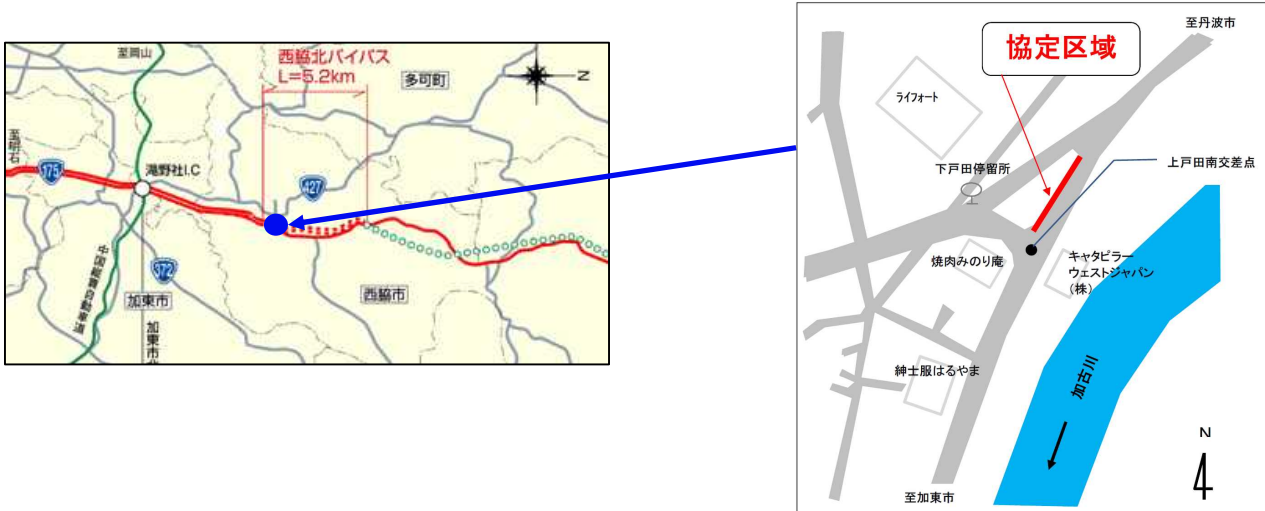 至岡山
西脇北バイパス
L=5.2km
多可町
N
至明石
175
滝野社I.C
427
372
中国縦貫自動車道
加東市
西脇市
至丹波市
協定区域
ライフォート
下戸田停留所
上戸田南交差点
焼肉みのり庵
キャタピラー
ウェストジャパン
(株)
紳士服はるやま
加古川
至加東市
N